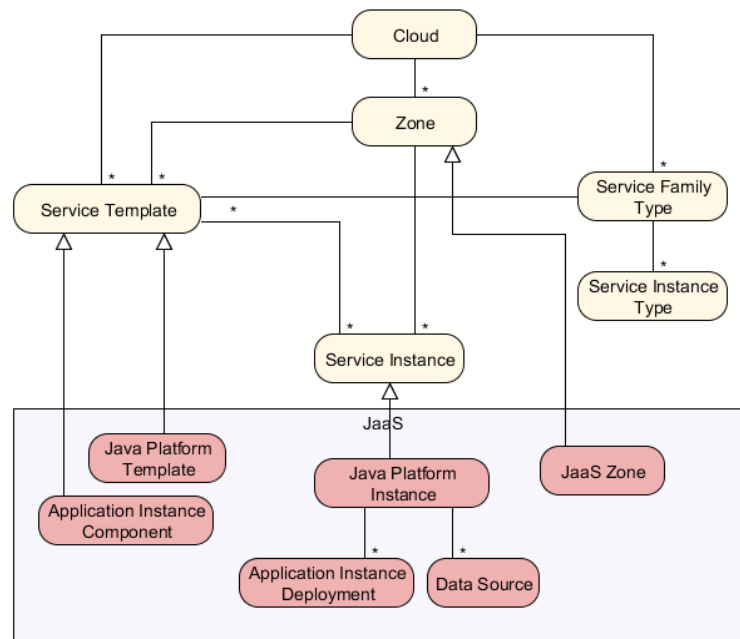 Cloud
*
Zone
*
*
*
Service Template
*
Service Family
Type
*
Service Instance
Type
*
*
Service Instance
JaaS
Java Platform
Template
Java Platform
Instance
JaaS Zone
Application Instance
Component
*
*
Application Instance
Deployment
Data Source